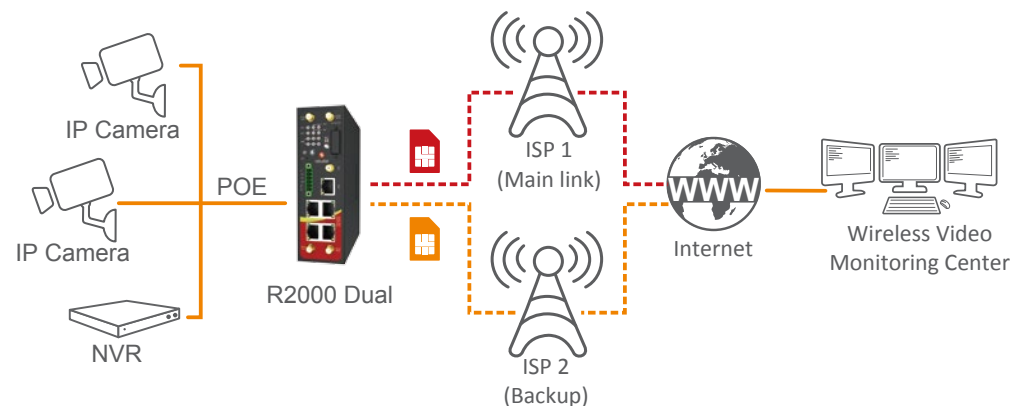 IP Camera
IP Camera
NVR
POE
R2000 Dual
ISP 1
(Main link)
ISP 2
(Backup)
WWW
Internet
Wireless Video
Monitoring Center